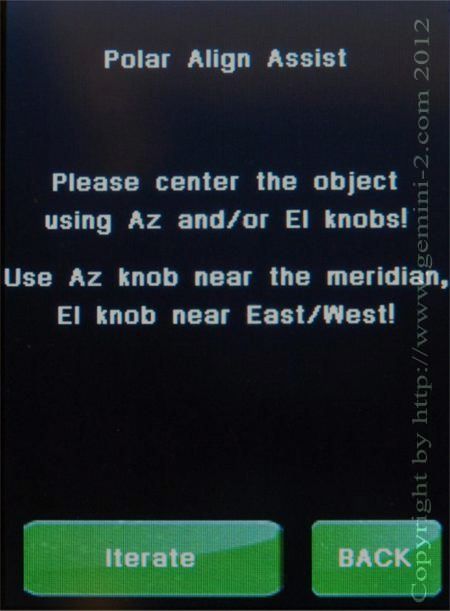 Polar Align Assist
Please center the object
using Az and/or El knobs!
Use Az knob near the meridian,
El knob near East/West!
Iterate
BACK
Copyright by http://www.gemini-2.com 2012